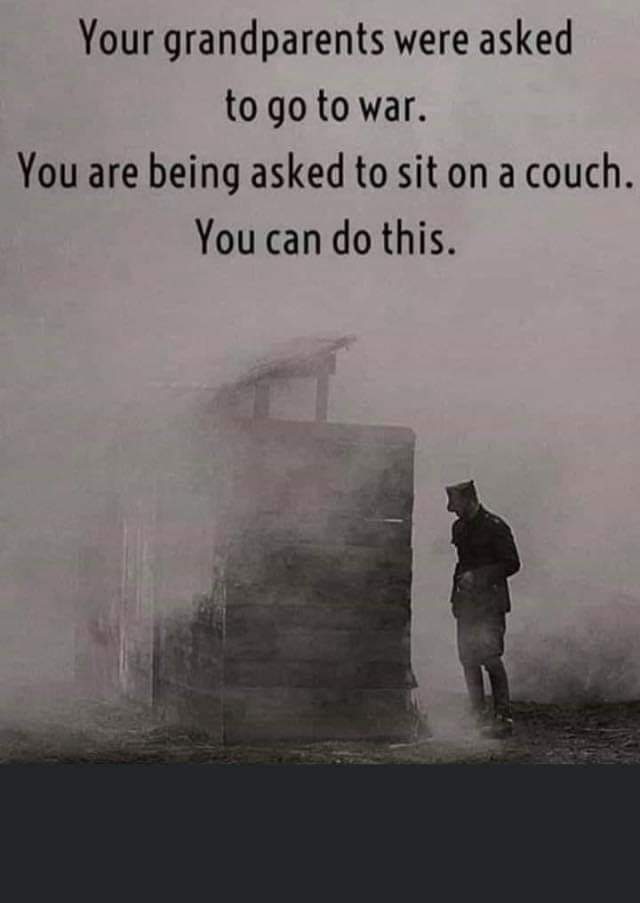 Your grandparents were asked
to go to war.
You are being asked to sit on a couch.
You can do this.